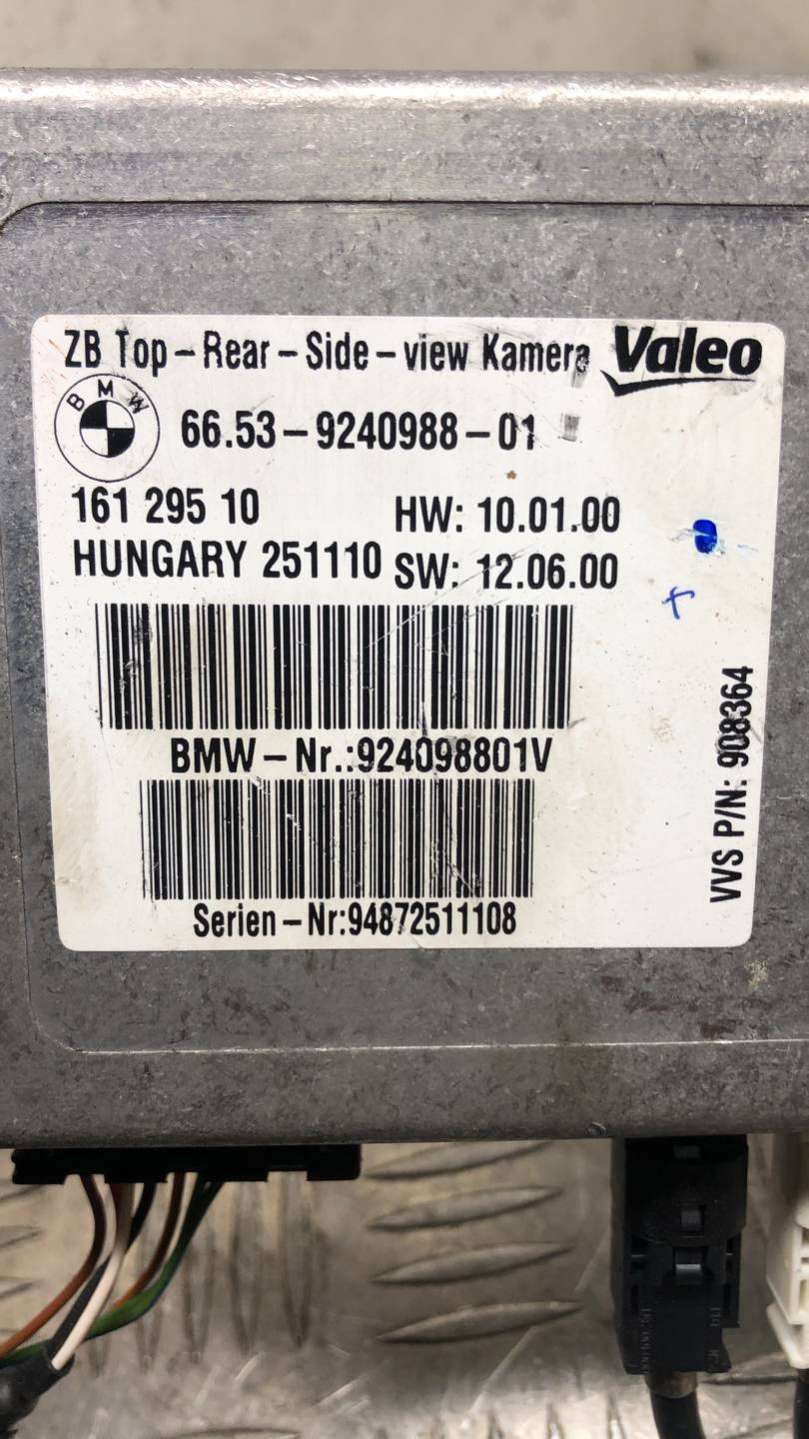 ZB Top-Rear-Side-view Kamera Valeo
BMW
66.53-9240988-01
161 295 10
HW: 10.01.00
HUNGARY 251110
SW: 12.06.00
BMW-Nr.:924098801V
Serien-Nr:94872511108
VVS P/N: 908364